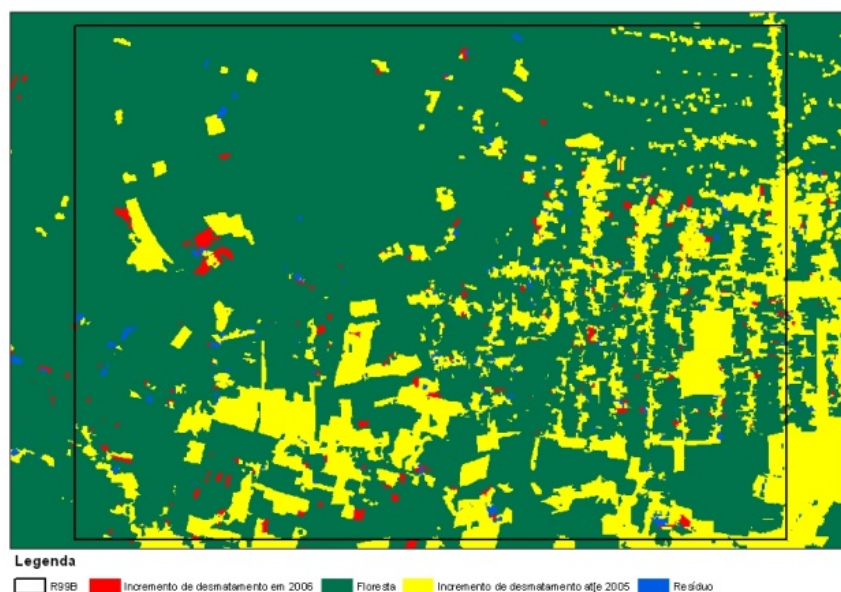 Legenda
R99B Incremento de desmatamento em 2006 Floresta Incremento de desmatamento at|e 2005 Resíduo